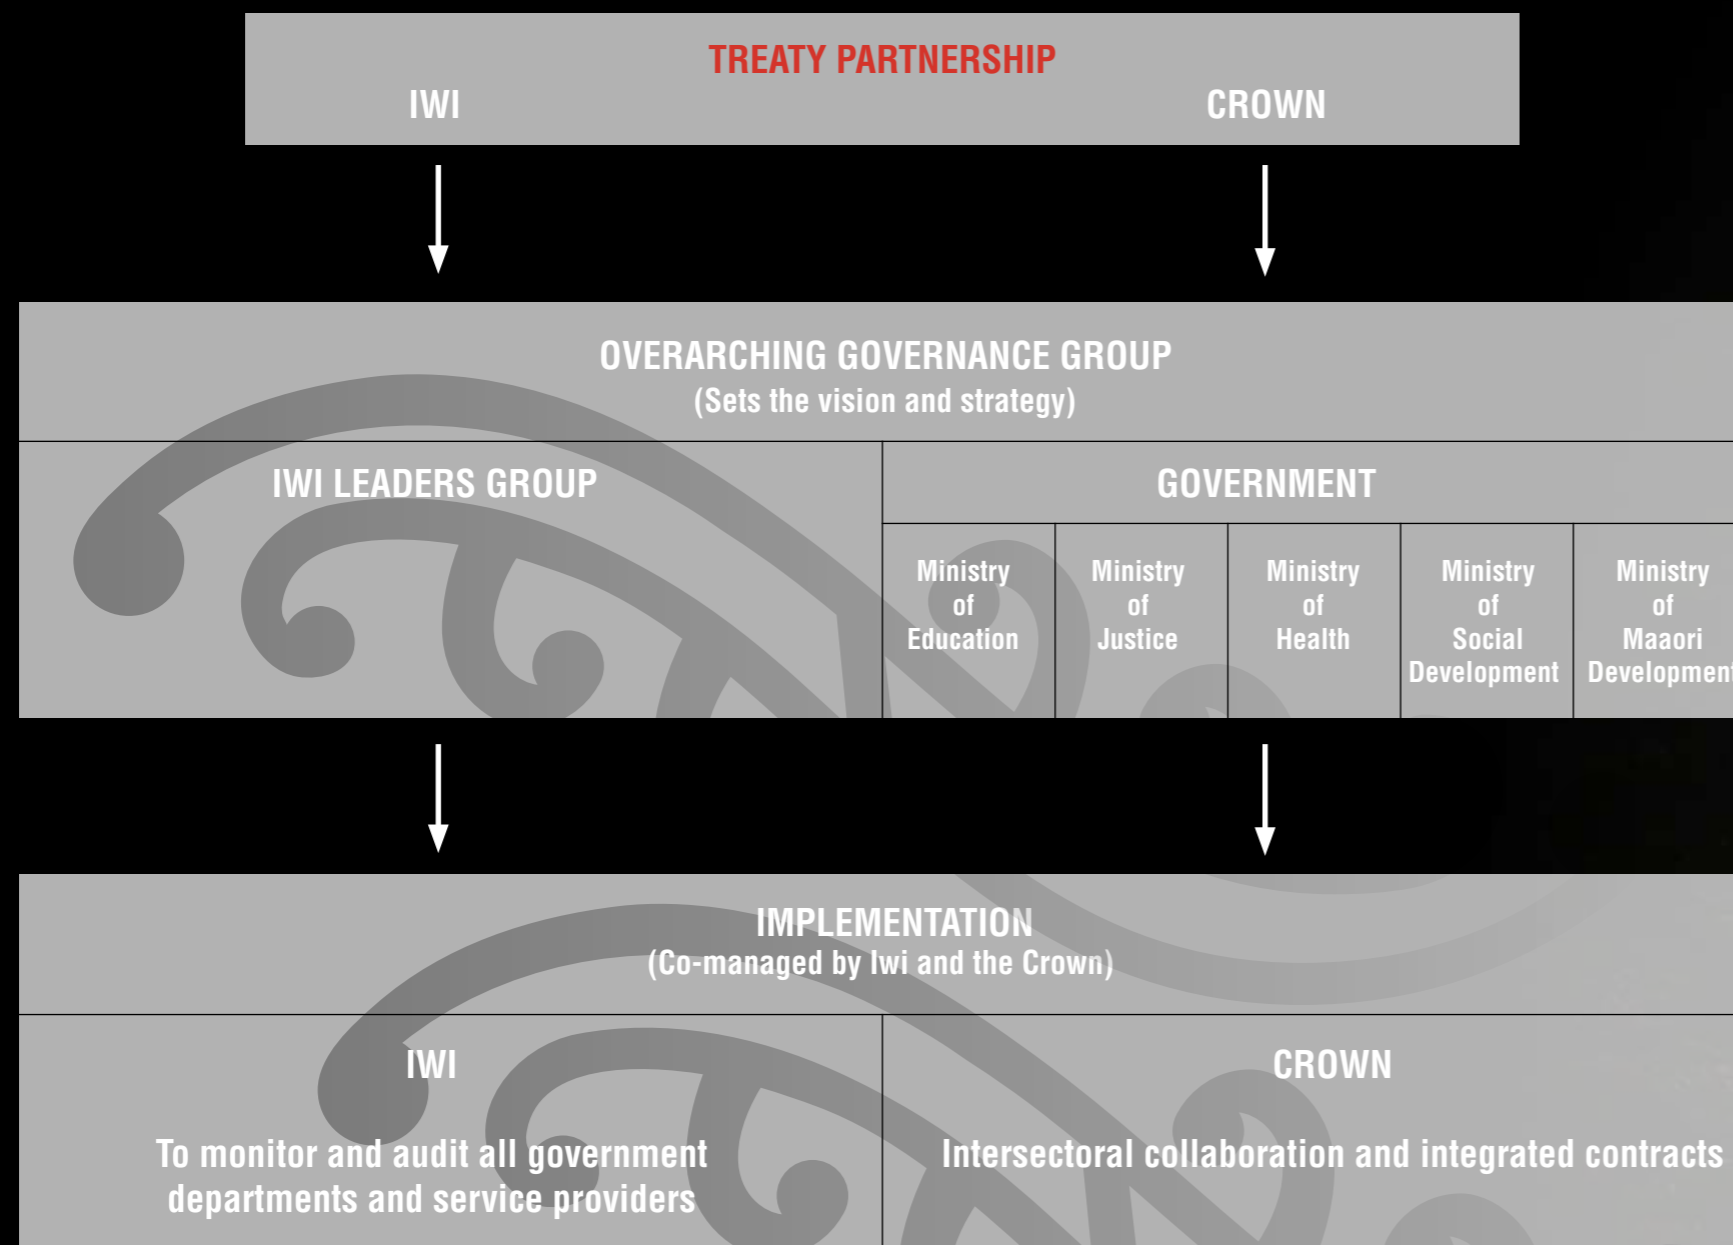 TREATY PARTNERSHIP
IWI
CROWN
OVERARCHING GOVERNANCE GROUP
(Sets the vision and strategy)
IWI LEADERS GROUP
GOVERNMENT
Ministry
of
Education
Ministry
of
Justice
Ministry
of
Health
Ministry
of
Social
Development
Ministry
of
Maaori
Development
IMPLEMENTATION
(Co-managed by Iwi and the Crown)
IWI
To monitor and audit all government
departments and service providers
CROWN
Intersectoral collaboration and integrated contracts